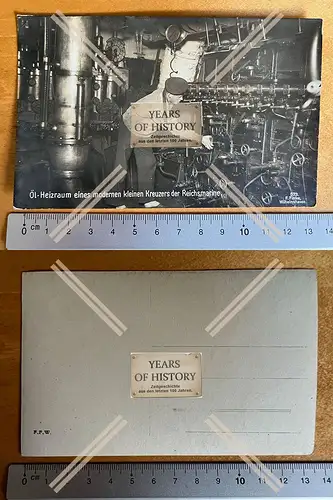 YEARS
OF HISTORY
Zeitgeschichte
aus den letzten 100 Jahren.
Öl-Heizraum eines modernen kleinen Kreuzers der Reichsmarine.
F. Finke,
Wilhelmshaven
0 cm 1 2 3 4 5 6 7 8 9 10 11 12 13 14
YEARS
OF HISTORY
Zeitgeschichte
aus den letzten 100 Jahren.
F.F.W.
0 cm 1 2 3 4 5 6 7 8 9 10 11 12 13 14